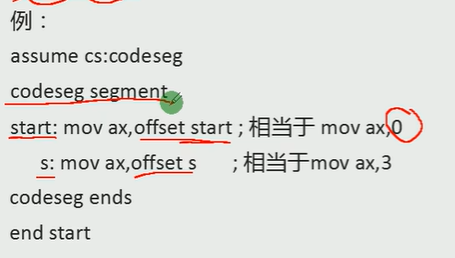 例：
assume cs:codeseg
codeseg segment
start: mov ax,offset start ; 相当于 mov ax,0
s: mov ax,offset s ; 相当于mov ax,3
codeseg ends
end start